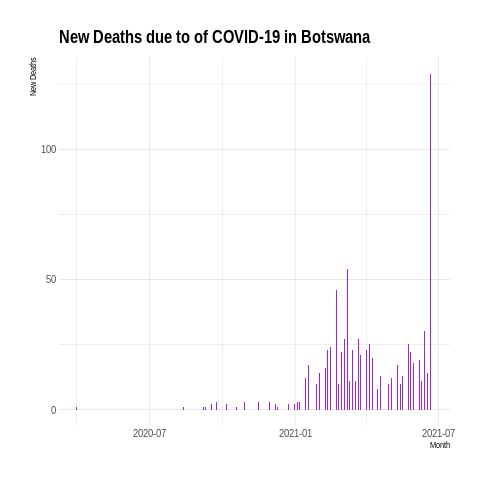 New Deaths due to of COVID-19 in Botswana
New Deaths
100
50
0
2020-07
2021-01
2021-07
Month